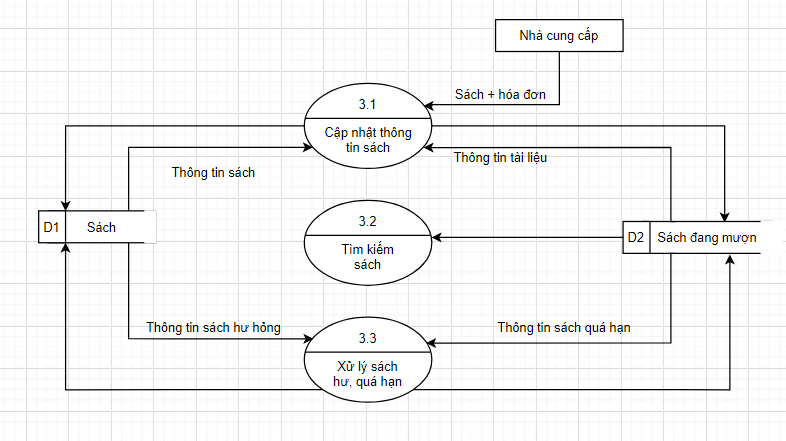 Nhà cung cấp
Sách + hóa đơn
3.1
Cập nhật thông
tin sách
Thông tin sách
Thông tin tài liệu
D1
Sách
3.2
Tìm kiếm
sách
D2
Sách đang mượn
Thông tin sách hư hỏng
Thông tin sách quá hạn
3.3
Xử lý sách
hư, quá hạn